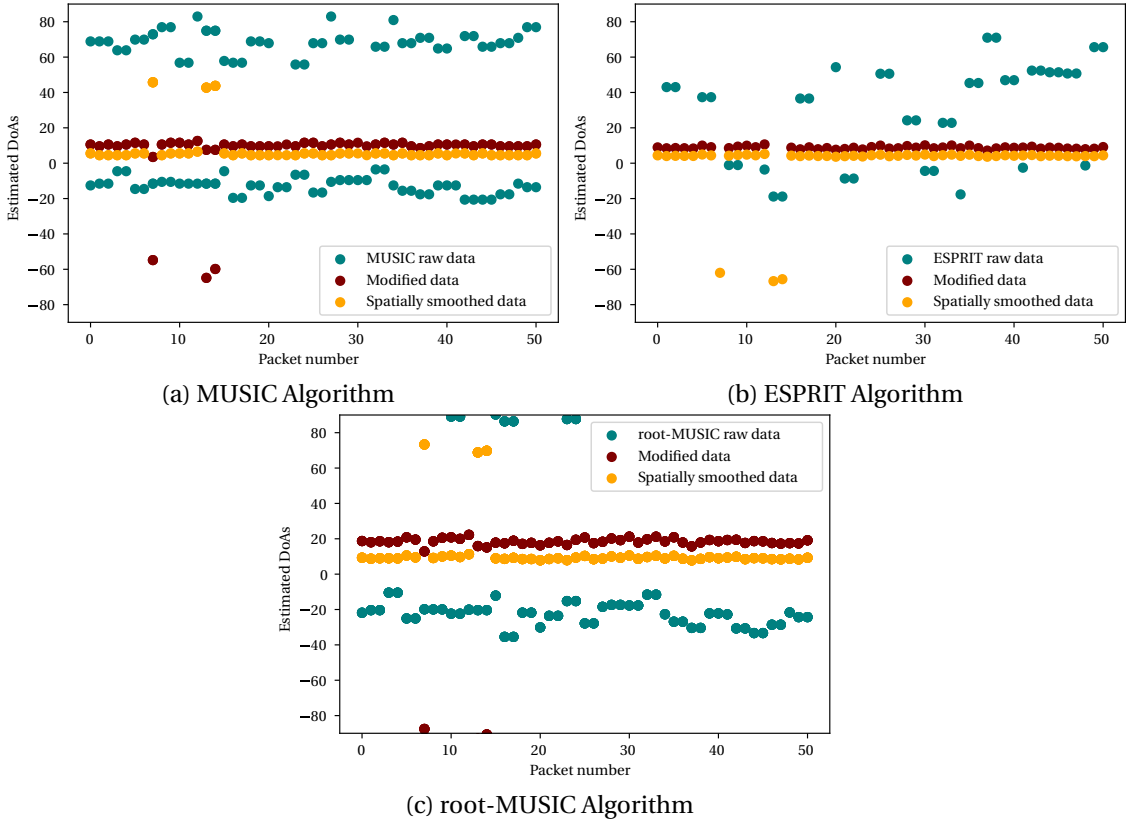 80
60
40
20
0
−20
−40
−60
−80
Estimated DoAs
MUSIC raw data
Modified data
Spatially smoothed data
0 10 20 30 40 50
Packet number
(a) MUSIC Algorithm
80
60
40
20
0
−20
−40
−60
−80
Estimated DoAs
ESPRIT raw data
Modified data
Spatially smoothed data
0 10 20 30 40 50
Packet number
(b) ESPRIT Algorithm
80
60
40
20
0
−20
−40
−60
−80
Estimated DoAs
root-MUSIC raw data
Modified data
Spatially smoothed data
0 10 20 30 40 50
Packet number
(c) root-MUSIC Algorithm